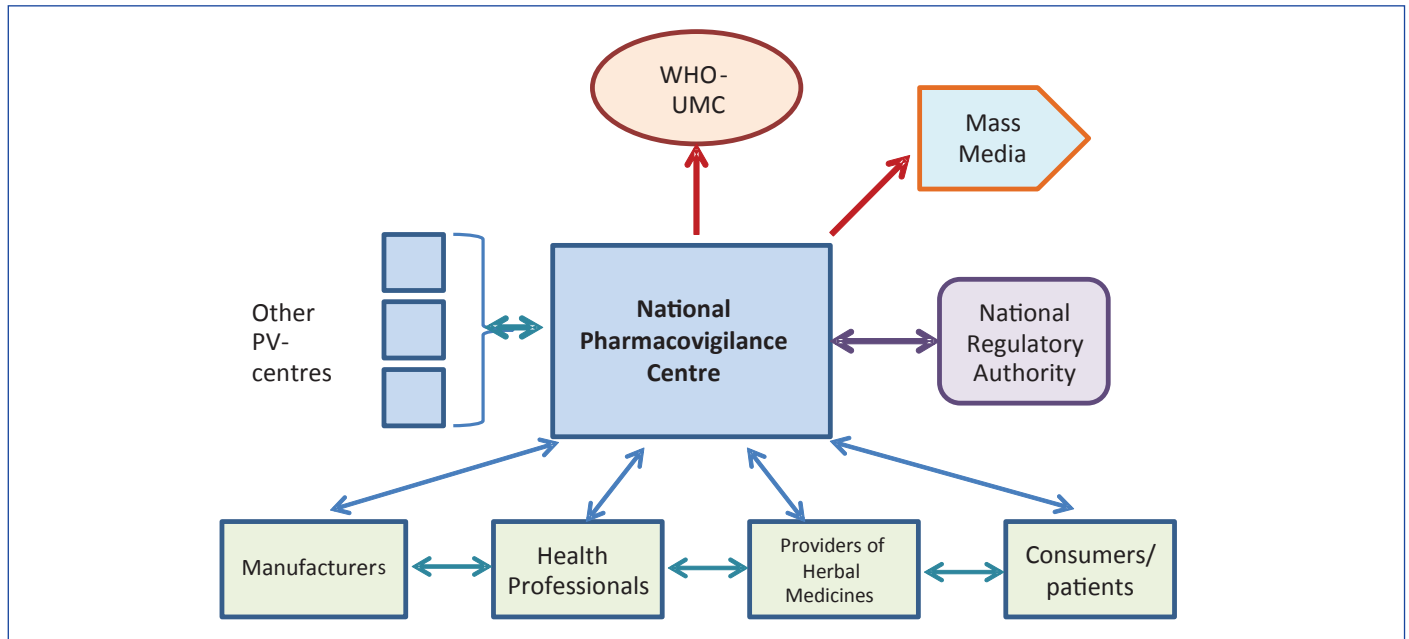 WHO-
UMC
Mass
Media
Other
PV-
centres
National
Pharmacovigilance
Centre
National
Regulatory
Authority
Manufacturers
Health
Professionals
Providers of
Herbal
Medicines
Consumers/
patients